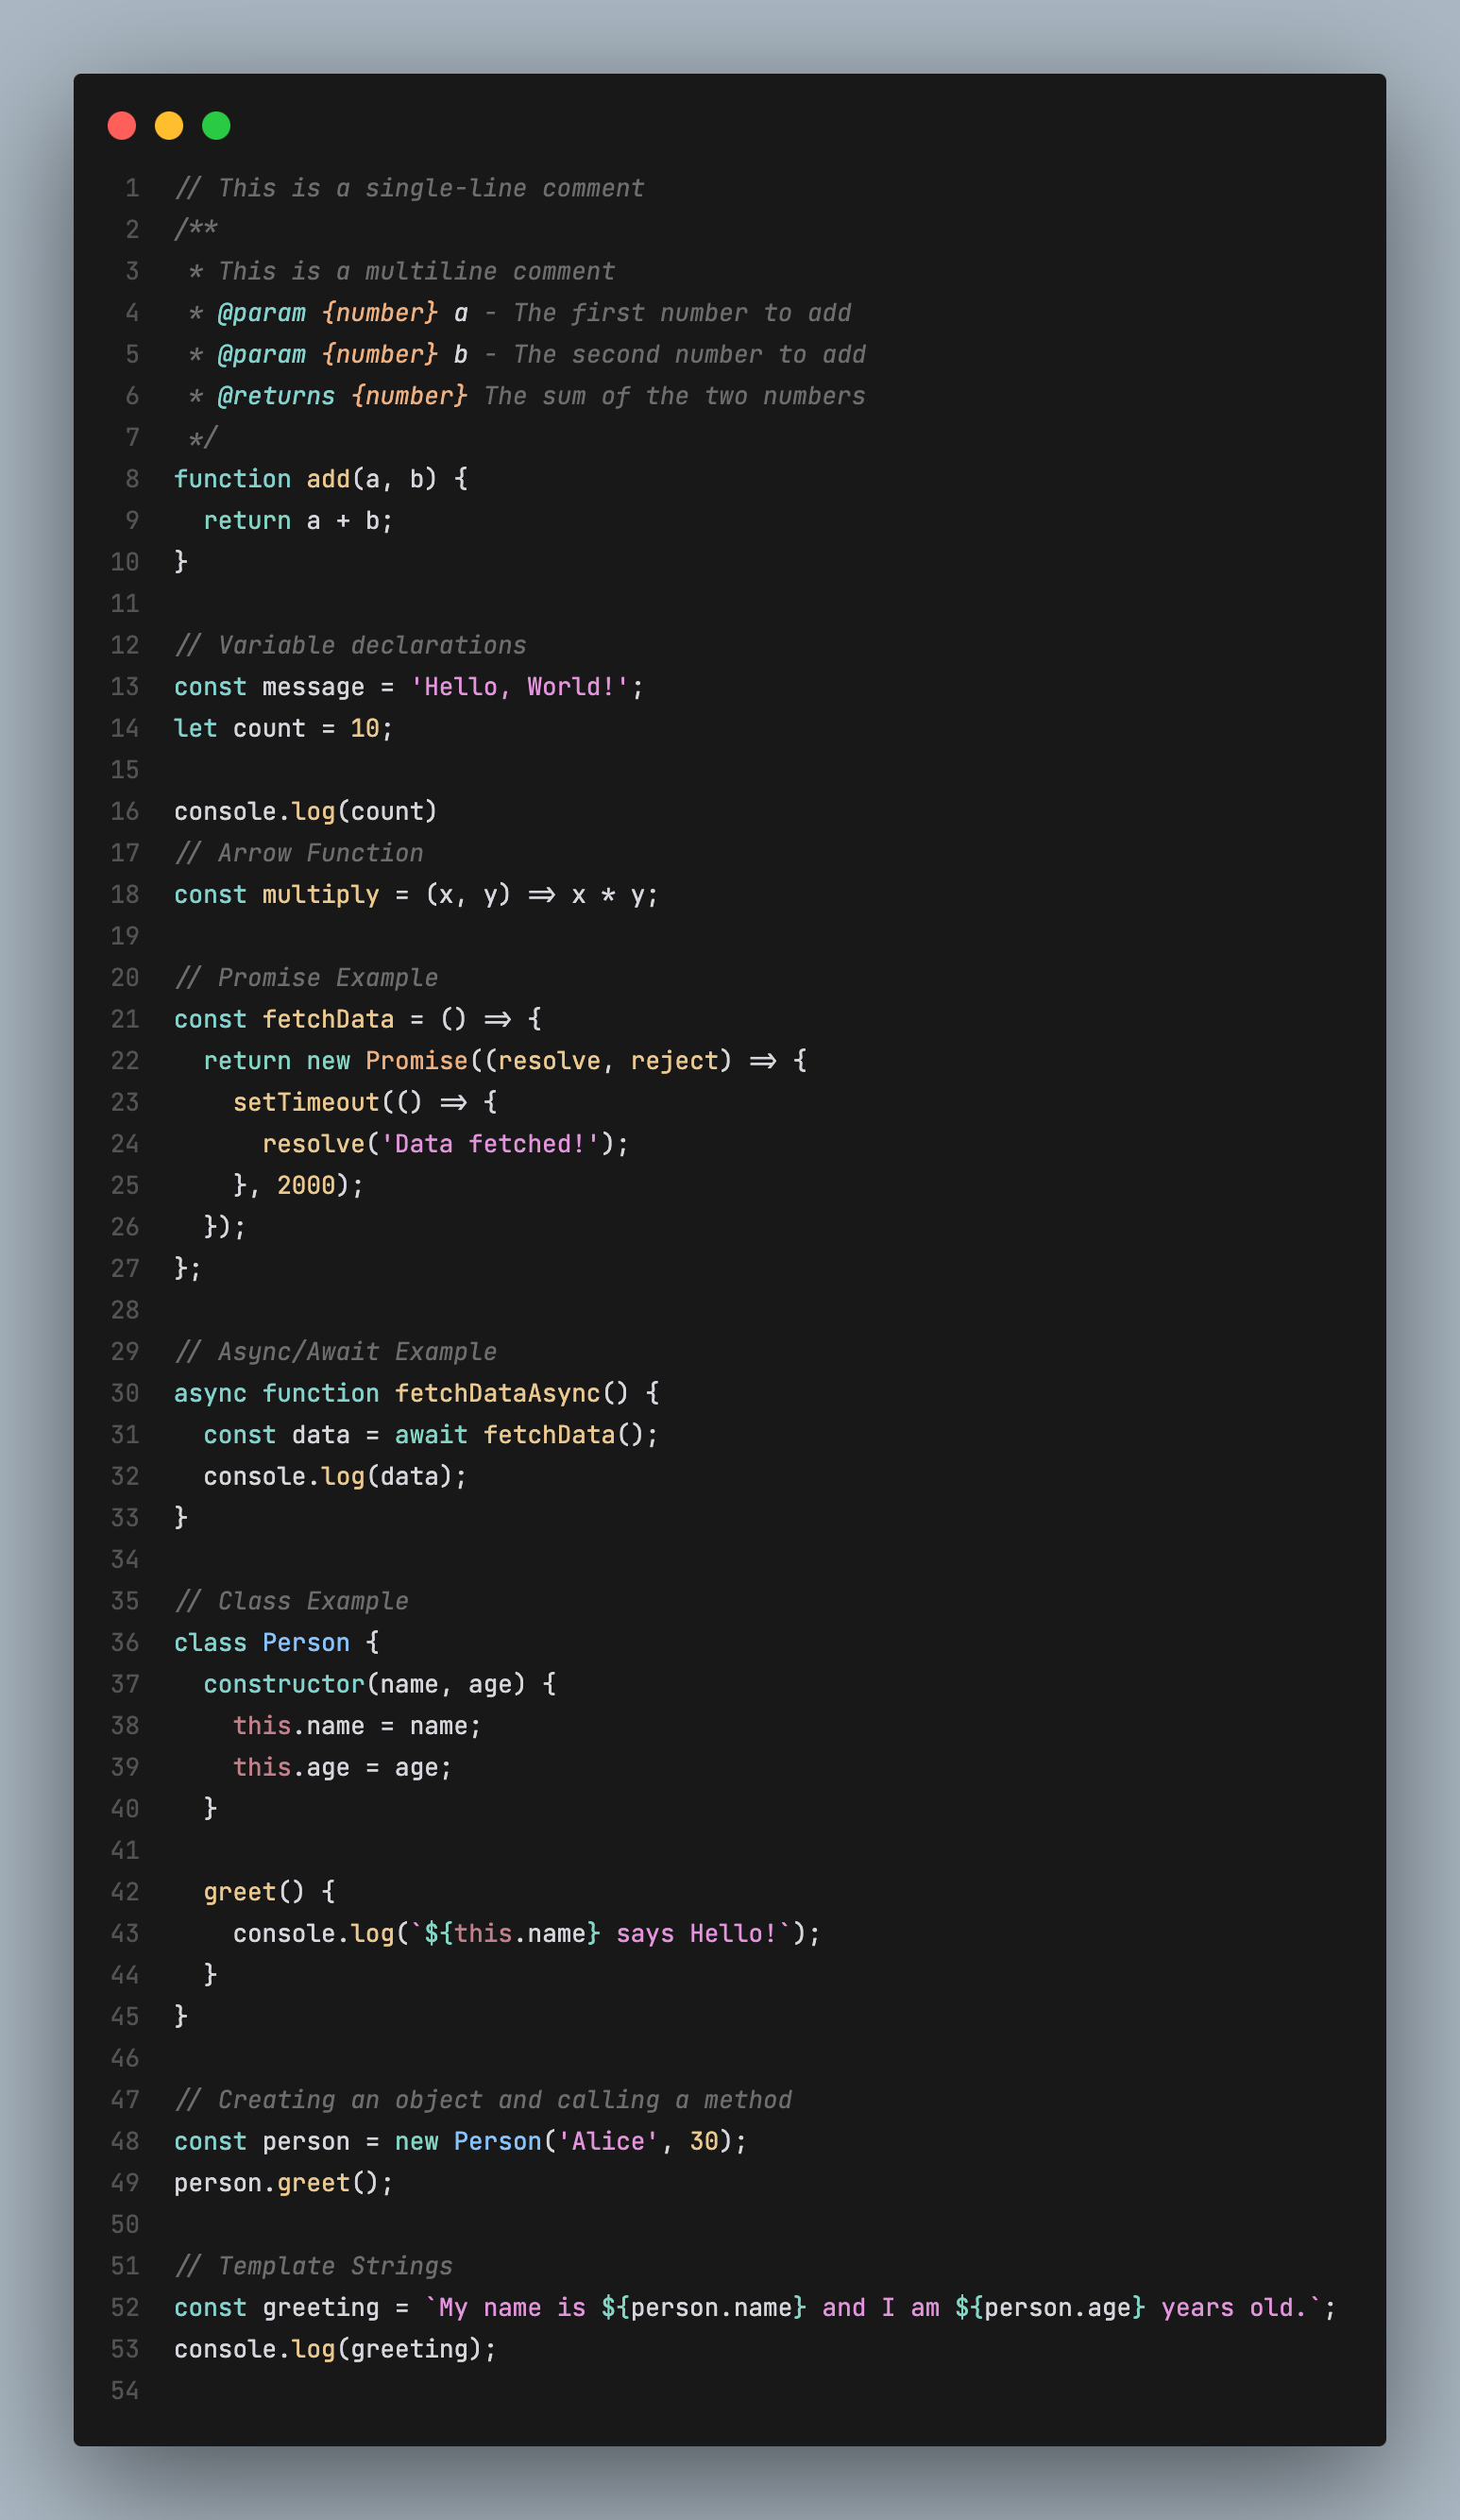 1 // This is a single-line comment
2 /**
3  * This is a multiline comment
4  * @param {number} a - The first number to add
5  * @param {number} b - The second number to add
6  * @returns {number} The sum of the two numbers
7  */
8 function add(a, b) {
9   return a + b;
10 }
11
12 // Variable declarations
13 const message = 'Hello, World!';
14 let count = 10;
15
16 console.log(count)
17 // Arrow Function
18 const multiply = (x, y) => x * y;
19
20 // Promise Example
21 const fetchData = () => {
22   return new Promise((resolve, reject) => {
23     setTimeout(() => {
24       resolve('Data fetched!');
25     }, 2000);
26   });
27 };
28
29 // Async/Await Example
30 async function fetchDataAsync() {
31   const data = await fetchData();
32   console.log(data);
33 }
34
35 // Class Example
36 class Person {
37   constructor(name, age) {
38     this.name = name;
39     this.age = age;
40   }
41
42   greet() {
43     console.log(`${this.name} says Hello!`);
44   }
45 }
46
47 // Creating an object and calling a method
48 const person = new Person('Alice', 30);
49 person.greet();
50
51 // Template Strings
52 const greeting = `My name is ${person.name} and I am ${person.age} years old.`;
53 console.log(greeting);
54